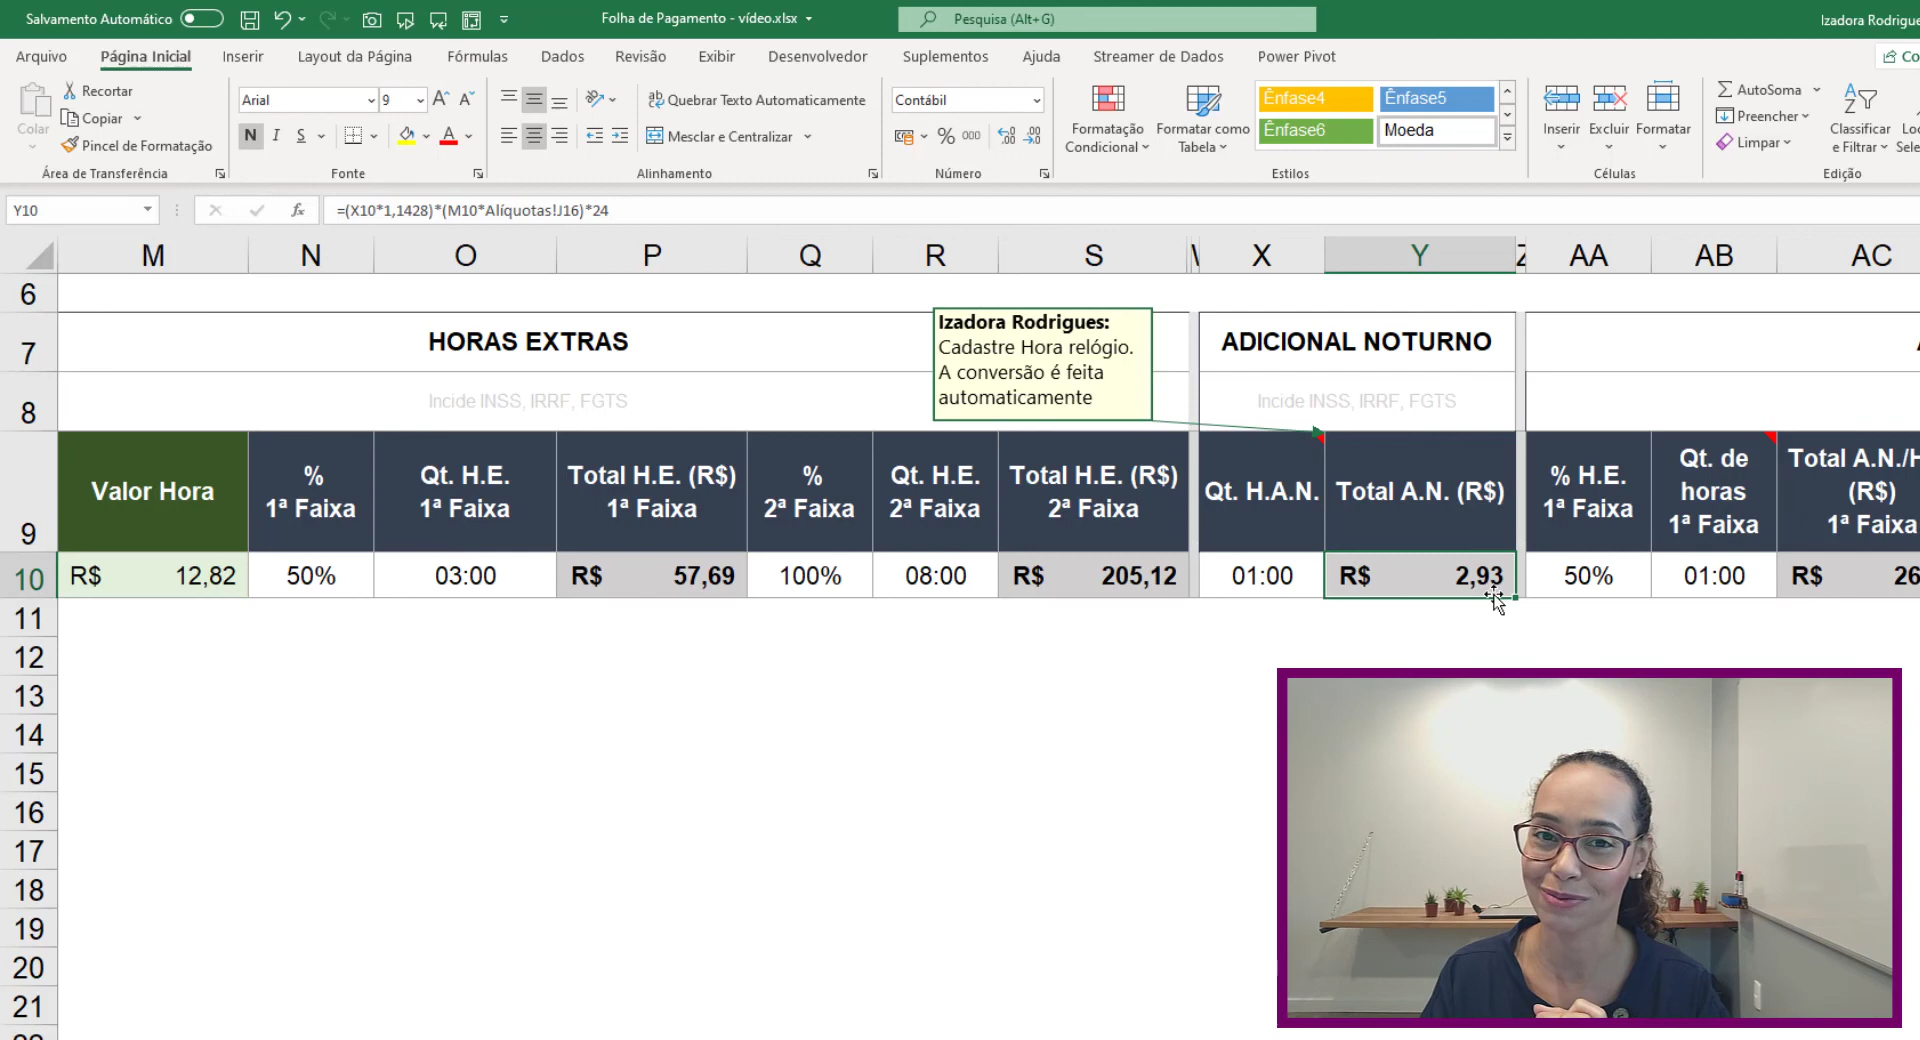 Salvamento Automático
Folha de Pagamento - vídeo.xlsx
Pesquisa (Alt+G)
Izadora Rodrigue
Arquivo Página Inicial Inserir Layout da Página Fórmulas Dados Revisão Exibir Desenvolvedor Suplementos Ajuda Streamer de Dados Power Pivot Co
Colar
Recortar
Copiar
Pincel de Formatação
Área de Transferência
Arial 9
N I S
Fonte
Quebrar Texto Automaticamente
Mesclar e Centralizar
Alinhamento
Contábil
% 000
Número
Formatação
Condicional
Formatar como
Tabela
Ênfase4 Ênfase5
Ênfase6 Moeda
Estilos
Inserir Excluir Formatar
Células
AutoSoma
Preencher
Limpar
Classificar
e Filtrar
Loc
Sele
Edição
Y10 fx =(X10*1,1428)*(M10*Alíquotas!J16)*24
M N O P Q R S X Y Z AA AB AC
6
7 HORAS EXTRAS ADICIONAL NOTURNO
8 Incide INSS, IRRF, FGTS Incide INSS, IRRF, FGTS
Izadora Rodrigues:
Cadastre Hora relógio.
A conversão é feita
automaticamente
9
Valor Hora
%
1ª Faixa
Qt. H.E.
1ª Faixa
Total H.E. (R$)
1ª Faixa
%
2ª Faixa
Qt. H.E.
2ª Faixa
Total H.E. (R$)
2ª Faixa
Qt. H.A.N.
Total A.N. (R$)
% H.E.
1ª Faixa
Qt. de
horas
1ª Faixa
Total A.N./H
(R$)
1ª Faixa
10 R$ 12,82 50% 03:00 R$ 57,69 100% 08:00 R$ 205,12 01:00 R$ 2,93 50% 01:00 R$ 26
11
12
13
14
15
16
17
18
19
20
21